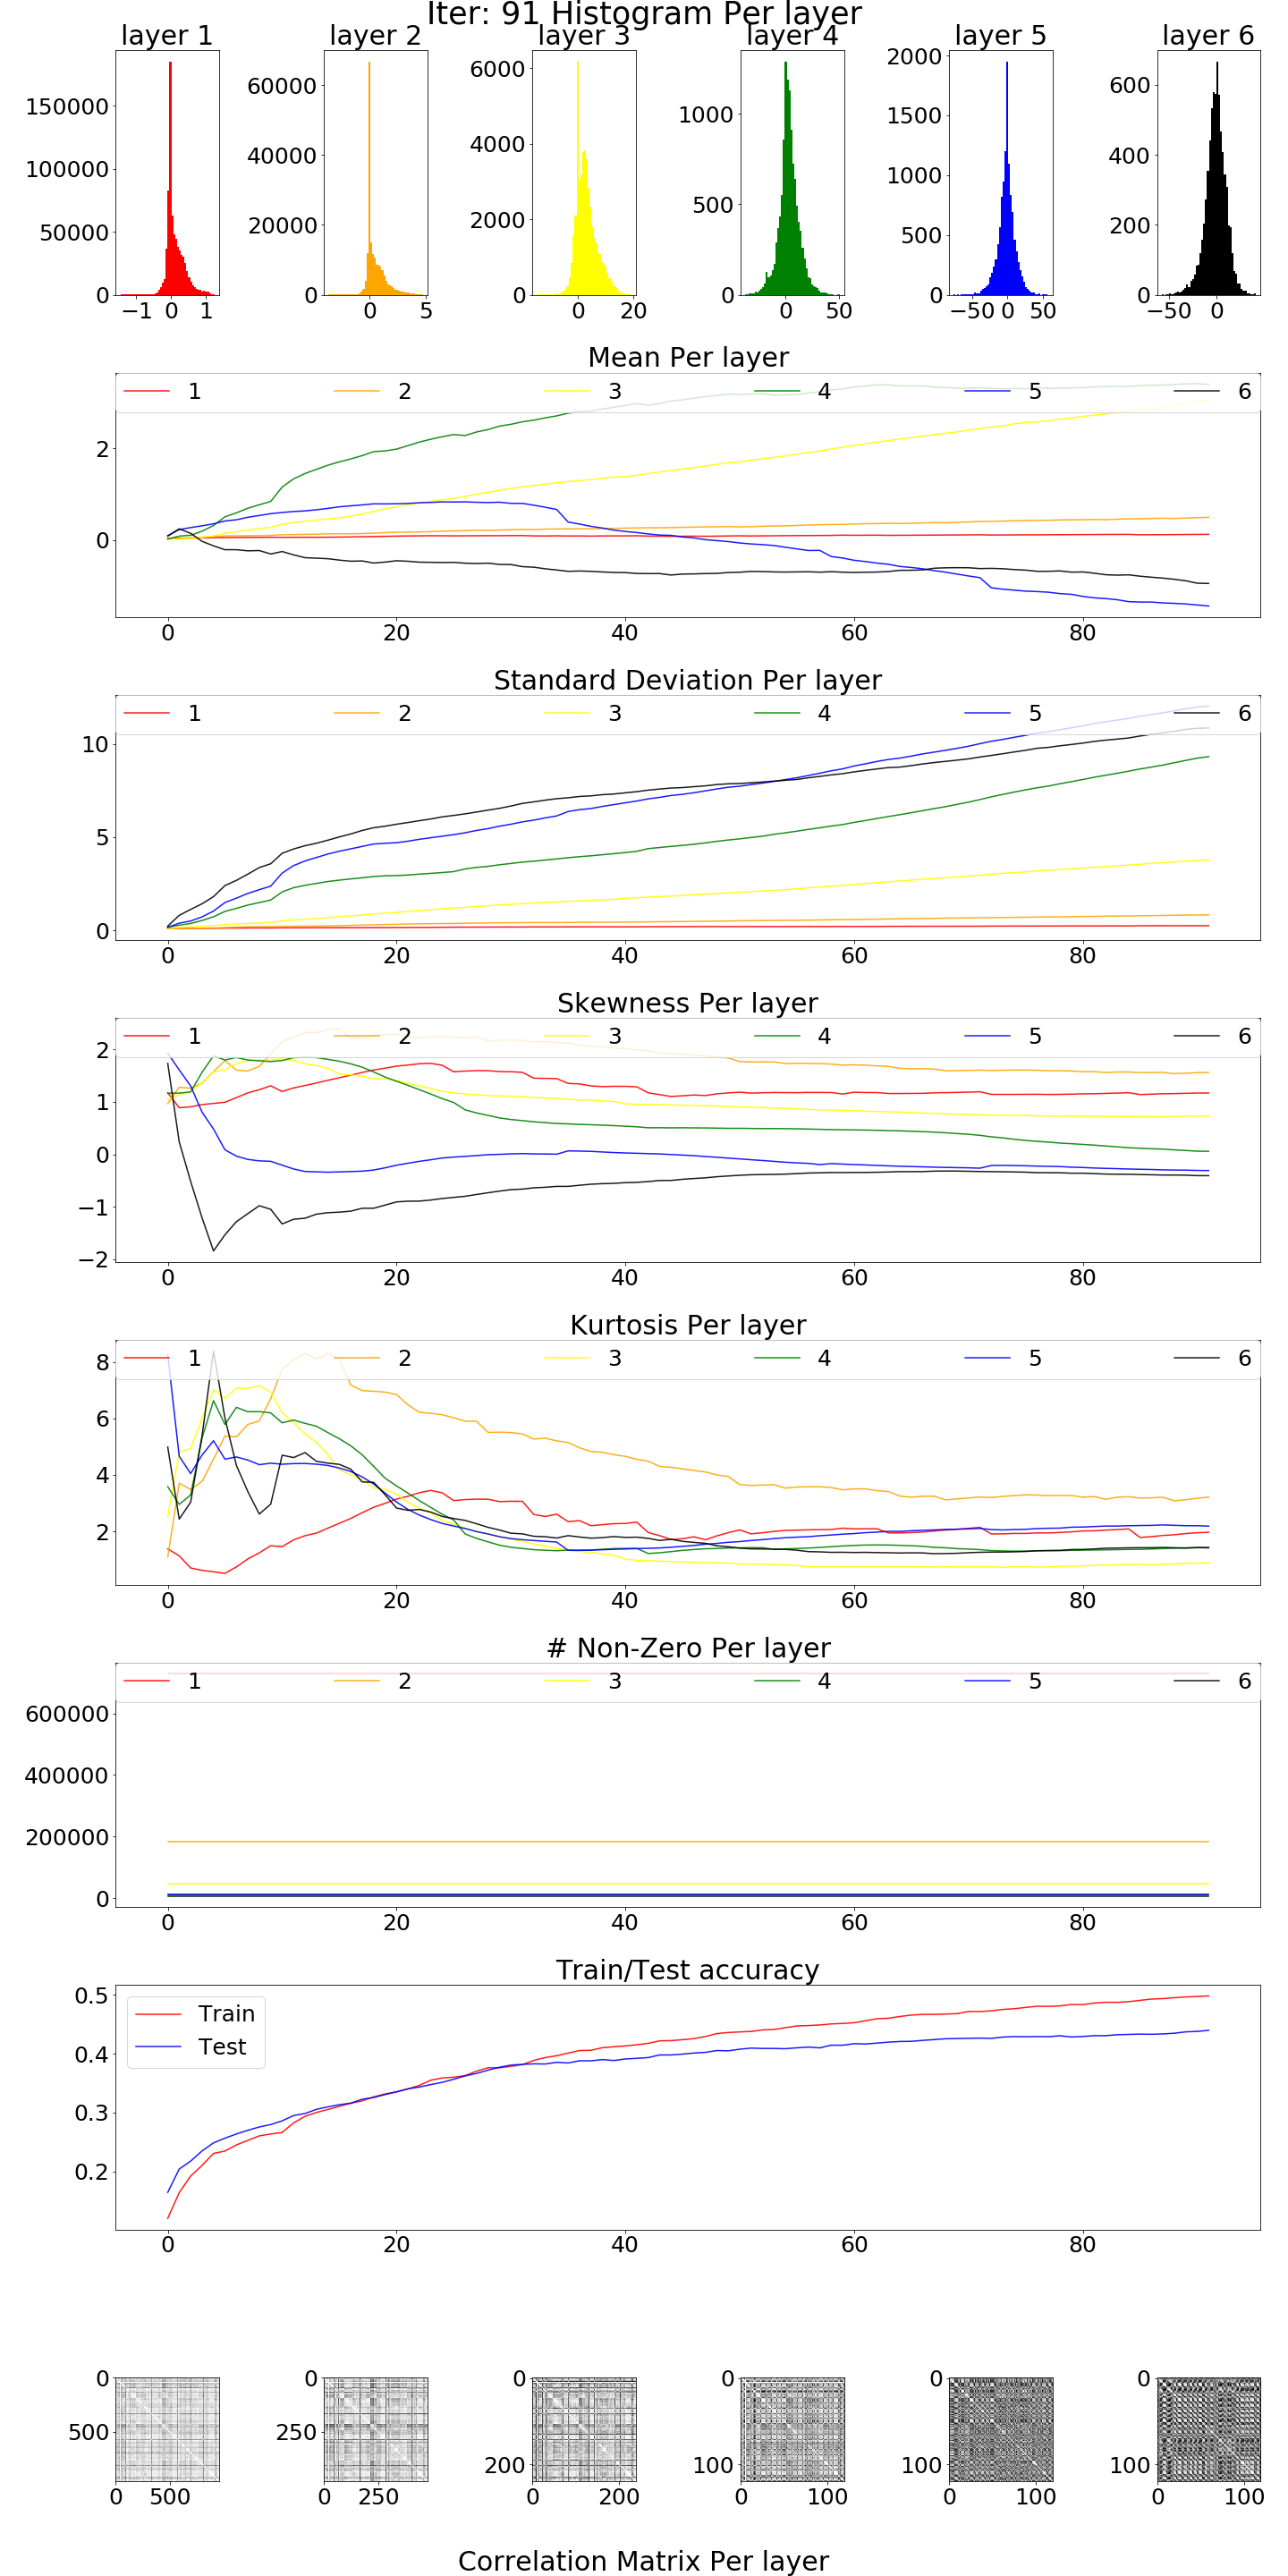 Iter: 91 Histogram Per layer
layer 1 layer 2 layer 3 layer 4 layer 5 layer 6
150000 100000 50000 0
−1 0 1
60000 40000 20000 0
0 5
6000 4000 2000 0
0 20
1000 500 0
0 50
2000 1500 1000 500 0
−50 0 50
600 400 200 0
−50 0
Mean Per layer
1 2 3 4 5 6
2
0
0 20 40 60 80
Standard Deviation Per layer
1 2 3 4 5 6
10
5
0
0 20 40 60 80
Skewness Per layer
1 2 3 4 5 6
2
1
0
−1
−2
0 20 40 60 80
Kurtosis Per layer
1 2 3 4 5 6
8
6
4
2
0 20 40 60 80
# Non-Zero Per layer
1 2 3 4 5 6
600000
400000
200000
0
0 20 40 60 80
Train/Test accuracy
0.5
Train
Test
0.4
0.3
0.2
0 20 40 60 80
0 0 0 0 0 0
500 250 200 100 100 100
0 500 0 250 0 200 0 100 0 100 0 100
Correlation Matrix Per layer